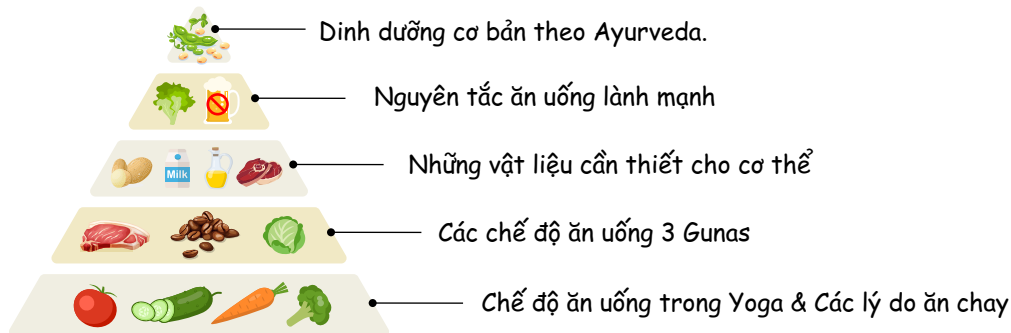 Dinh dưỡng cơ bản theo Ayurveda.
Nguyên tắc ăn uống lành mạnh
Những vật liệu cần thiết cho cơ thể
Milk
Các chế độ ăn uống 3 Gunas
Chế độ ăn uống trong Yoga & Các lý do ăn chay